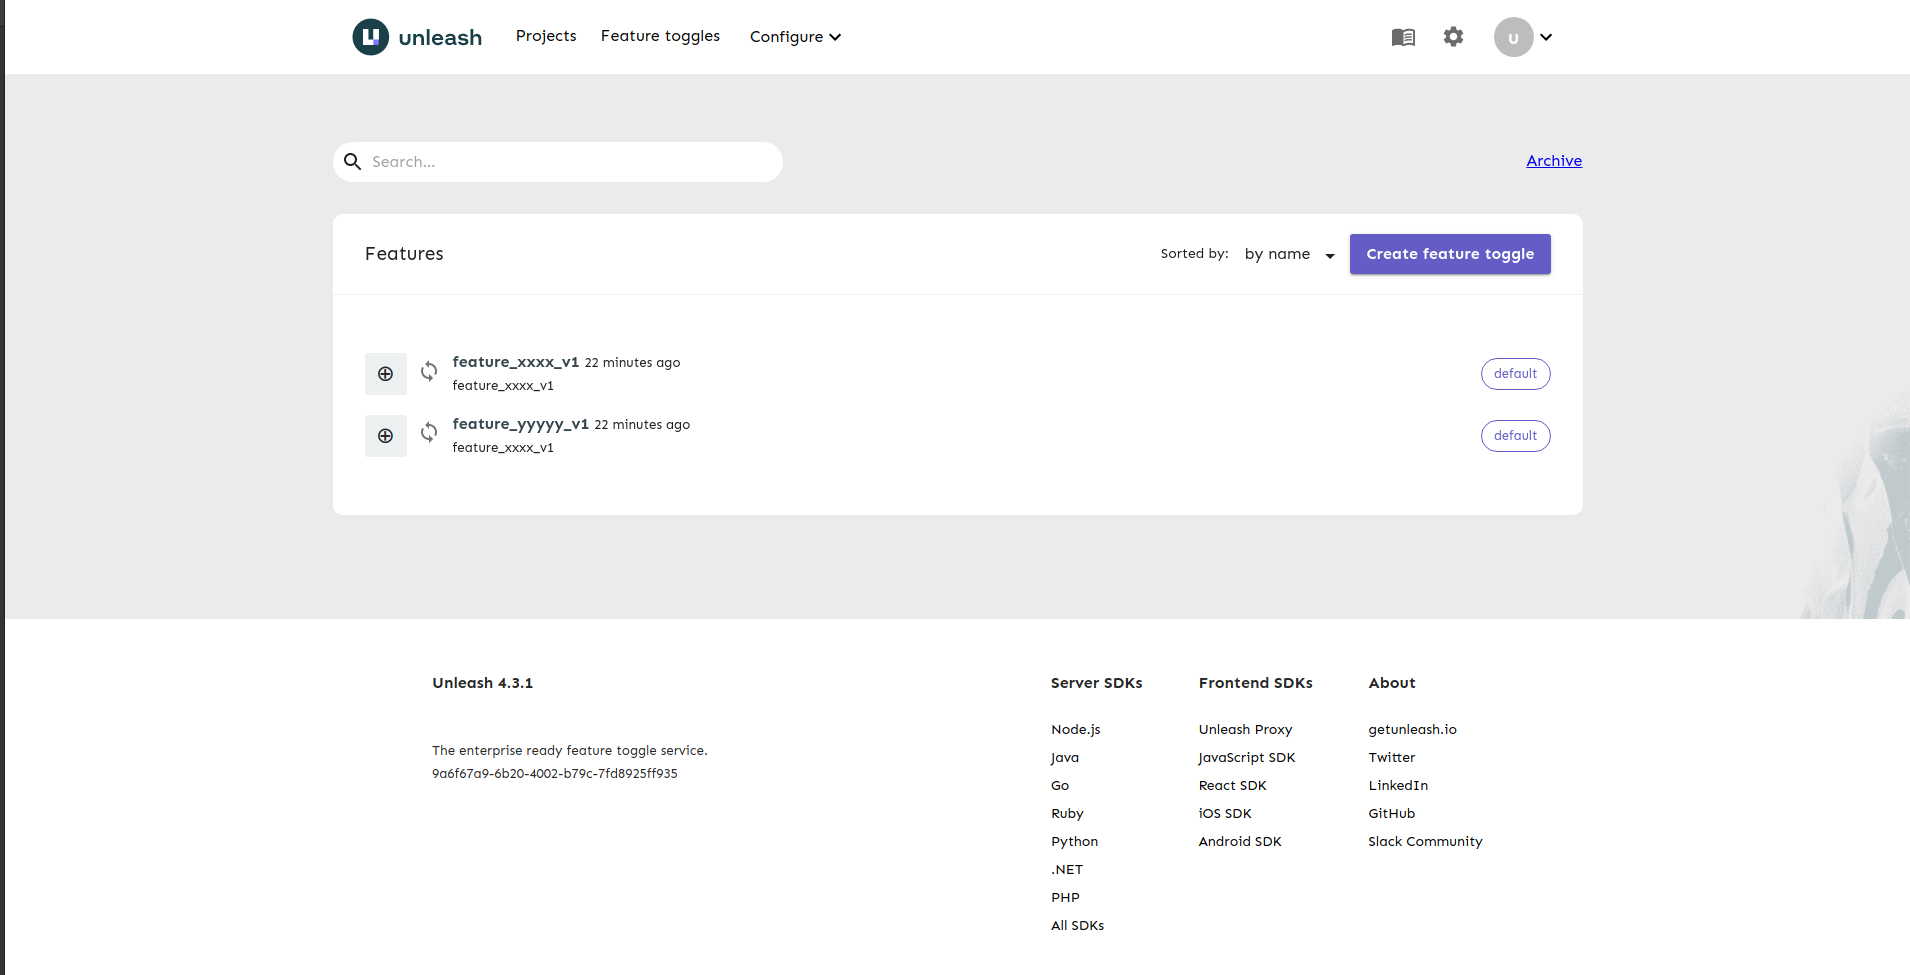 unleash Projects Feature toggles Configure U
Search... Archive
Features Sorted by: by name Create feature toggle
feature_xxxx_v1 22 minutes ago
feature_xxxx_v1
default
feature_yyyyy_v1 22 minutes ago
feature_xxxx_v1
default
Unleash 4.3.1
The enterprise ready feature toggle service.
9a6f67a9-6b20-4002-b79c-7fd8925ff935
Server SDKs
Node.js
Java
Go
Ruby
Python
.NET
PHP
All SDKs
Frontend SDKs
Unleash Proxy
JavaScript SDK
React SDK
iOS SDK
Android SDK
About
getunleash.io
Twitter
LinkedIn
GitHub
Slack Community